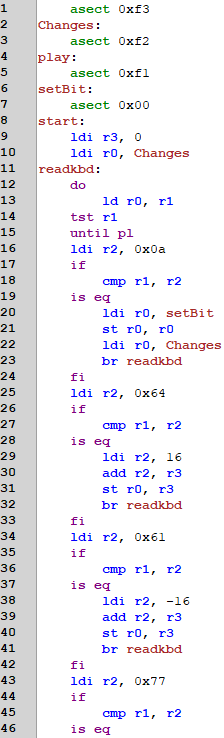 1 asect 0xf3
2 Changes:
3 asect 0xf2
4 play:
5 asect 0xf1
6 setBit:
7 asect 0x00
8 start:
9 ldi r3, 0
10 ldi r0, Changes
11 readkbd:
12 do
13 ld r0, r1
14 tst r1
15 until pl
16 ldi r2, 0x0a
17 if
18 cmp r1, r2
19 is eq
20 ldi r0, setBit
21 st r0, r0
22 ldi r0, Changes
23 br readkbd
24 fi
25 ldi r2, 0x64
26 if
27 cmp r1, r2
28 is eq
29 ldi r2, 16
30 add r2, r3
31 st r0, r3
32 br readkbd
33 fi
34 ldi r2, 0x61
35 if
36 cmp r1, r2
37 is eq
38 ldi r2, -16
39 add r2, r3
40 st r0, r3
41 br readkbd
42 fi
43 ldi r2, 0x77
44 if
45 cmp r1, r2
46 is eq